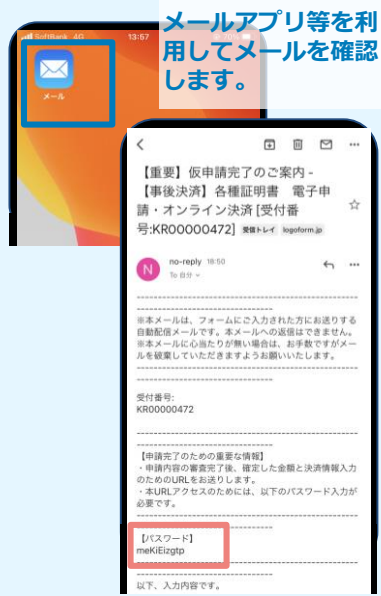 メールアプリ等を利
用してメールを確認
します。
SoftBank 4G
13:57
メール
【重要】仮申請完了のご案内 -
【事後決済】各種証明書　電子申
請・オンライン決済 [受付番
号:KR00000472] 受信トレイ logoform.jp
N
no-reply 18:50
To 自分
----------------------------------------------------
--------------------------------
※本メールは、フォームにご入力された方にお送りする
自動配信メールです。本メールへの返信はできません。
※本メールに心当たりが無い場合は、お手数ですがメー
ルを破棄していただきますようお願いいたします。
----------------------------------------------------
--------------------------------
受付番号:
KR00000472
----------------------------------------------------
--------------------------------
【申請完了のための重要な情報】
・申請内容の審査完了後、確定した金額と決済情報入力
のためのURLをお送りします。
・本URLアクセスのためには、以下のパスワード入力が
必要です。
----------------------------------------------------
--------------------------------
【パスワード】
meKiEizgtp
----------------------------------------------------
--------------------------------
以下、入力内容です。